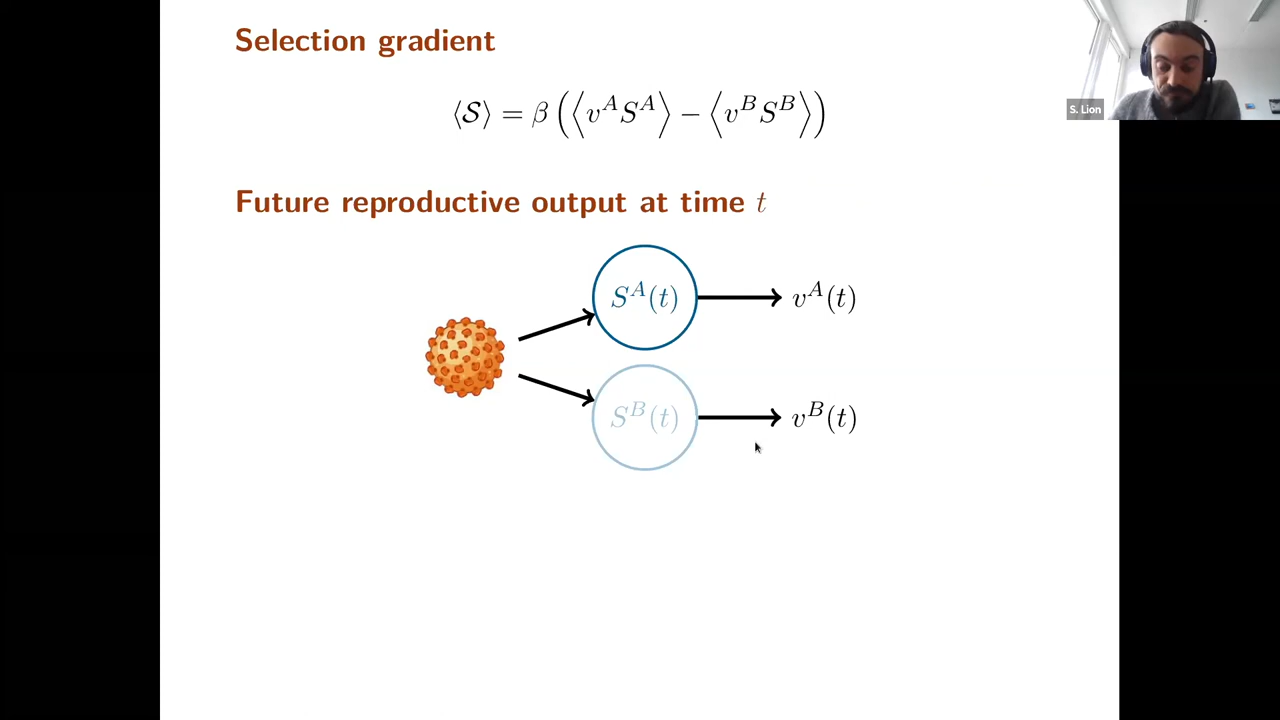 Selection gradient
⟨𝒮⟩ = β (⟨v^A S^A⟩ − ⟨v^B S^B⟩)
S. Lion
Future reproductive output at time t
S^A(t)
v^A(t)
S^B(t)
v^B(t)